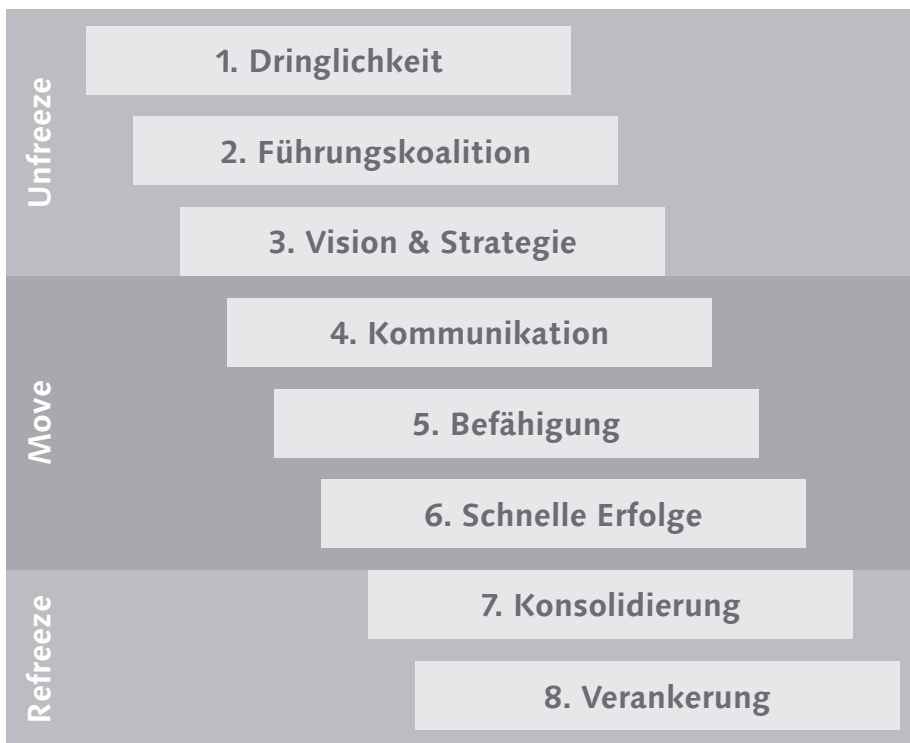 Unfreeze
1. Dringlichkeit
2. Führungskoalition
3. Vision & Strategie
Move
4. Kommunikation
5. Befähigung
6. Schnelle Erfolge
Refreeze
7. Konsolidierung
8. Verankerung